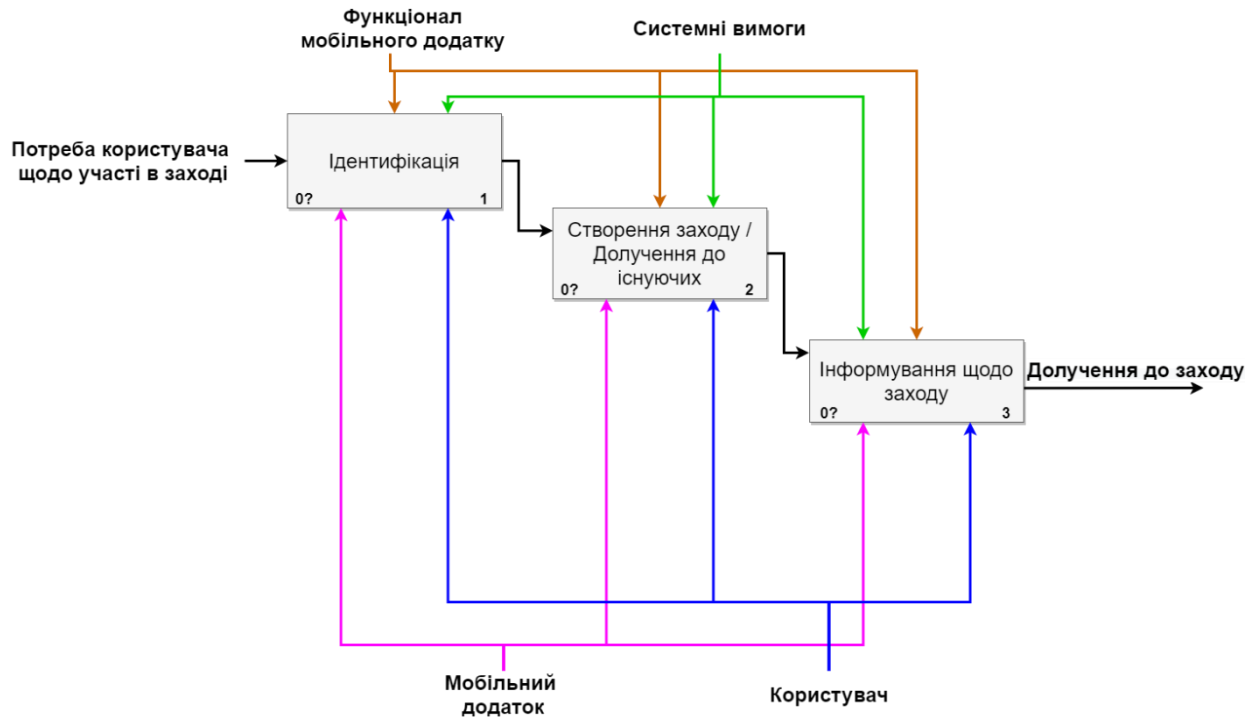 Функціонал
мобільного додатку
Системні вимоги
Потреба користувача
щодо участі в заході
Ідентифікація
0?
1
Створення заходу /
Долучення до
існуючих
0?
2
Інформування щодо
заходу
0?
3
Долучення до заходу
Мобільний
додаток
Користувач